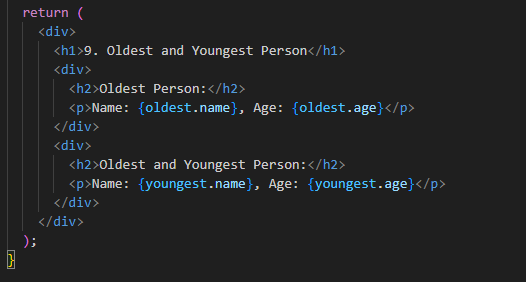 return (
<div>
<h1>9. Oldest and Youngest Person</h1>
<div>
<h2>Oldest Person:</h2>
<p>Name: {oldest.name}, Age: {oldest.age}</p>
</div>
<div>
<h2>Oldest and Youngest Person:</h2>
<p>Name: {youngest.name}, Age: {youngest.age}</p>
</div>
</div>
);
}